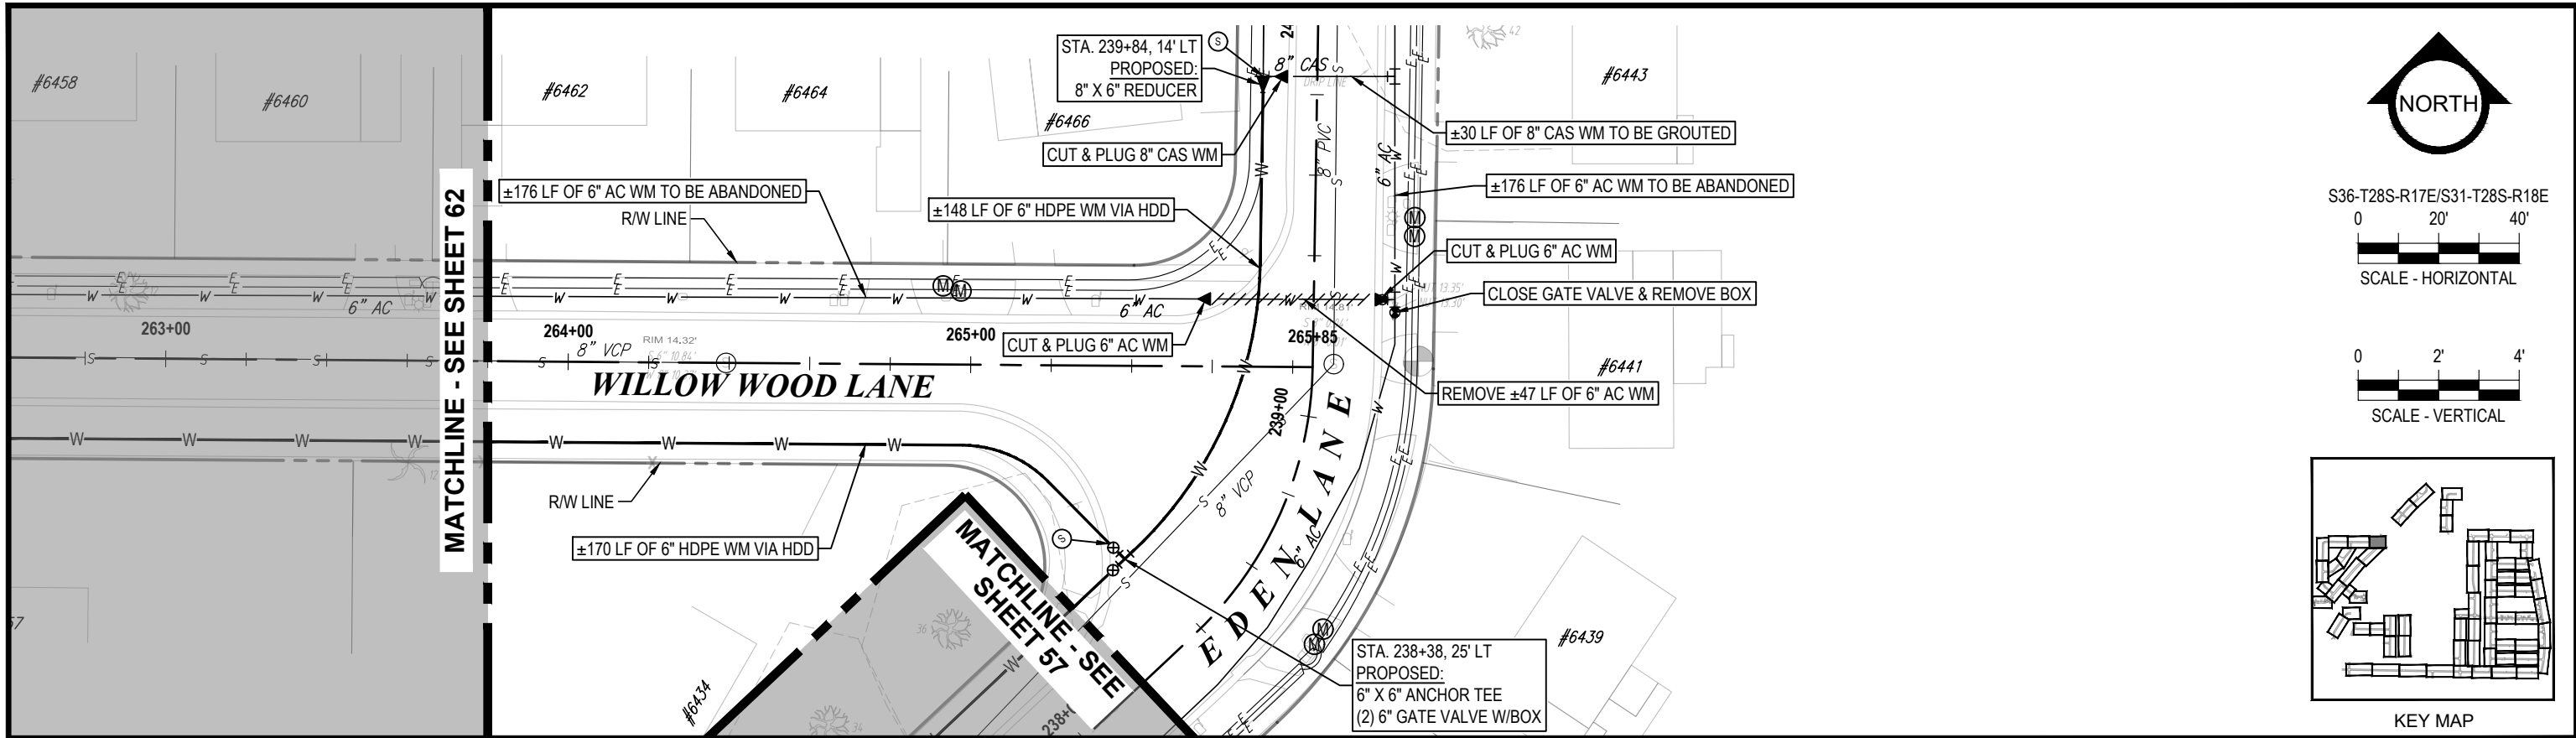 #6458
#6460
#6462
#6464
#6466
#6443
#6441
#6439
#6434
STA. 239+84, 14' LT
PROPOSED:
8" X 6" REDUCER
CUT & PLUG 8" CAS WM
8" CAS
DRIP LINE
±30 LF OF 8" CAS WM TO BE GROUTED
±176 LF OF 6" AC WM TO BE ABANDONED
R/W LINE
±148 LF OF 6" HDPE WM VIA HDD
8" PVC
6" AC
±176 LF OF 6" AC WM TO BE ABANDONED
CUT & PLUG 6" AC WM
CLOSE GATE VALVE & REMOVE BOX
6" AC
6" AC
263+00
264+00
265+00
265+85
CUT & PLUG 6" AC WM
RIM 14.32'
8" VCP
WILLOW WOOD LANE
REMOVE ±47 LF OF 6" AC WM
239+00
R/W LINE
±170 LF OF 6" HDPE WM VIA HDD
8" VCP
EDEN LANE
6" AC
MATCHLINE - SEE SHEET 62
MATCHLINE - SEE
SHEET 57
STA. 238+38, 25' LT
PROPOSED:
6" X 6" ANCHOR TEE
(2) 6" GATE VALVE W/BOX
NORTH
S36-T28S-R17E/S31-T28S-R18E
0 20' 40'
SCALE - HORIZONTAL
0 2' 4'
SCALE - VERTICAL
KEY MAP